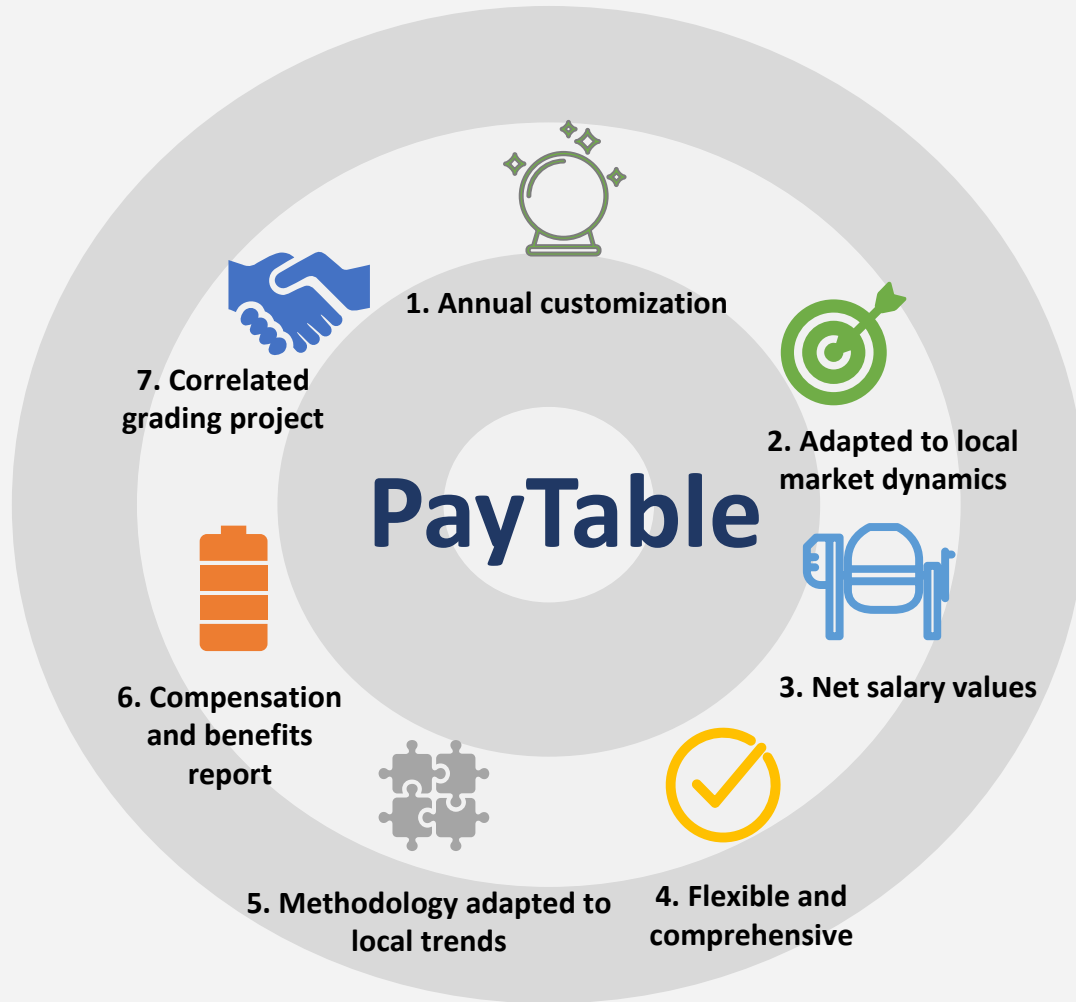 1. Annual customization
2. Adapted to local
market dynamics
3. Net salary values
4. Flexible and
comprehensive
5. Methodology adapted to
local trends
6. Compensation
and benefits
report
7. Correlated
grading project
PayTable